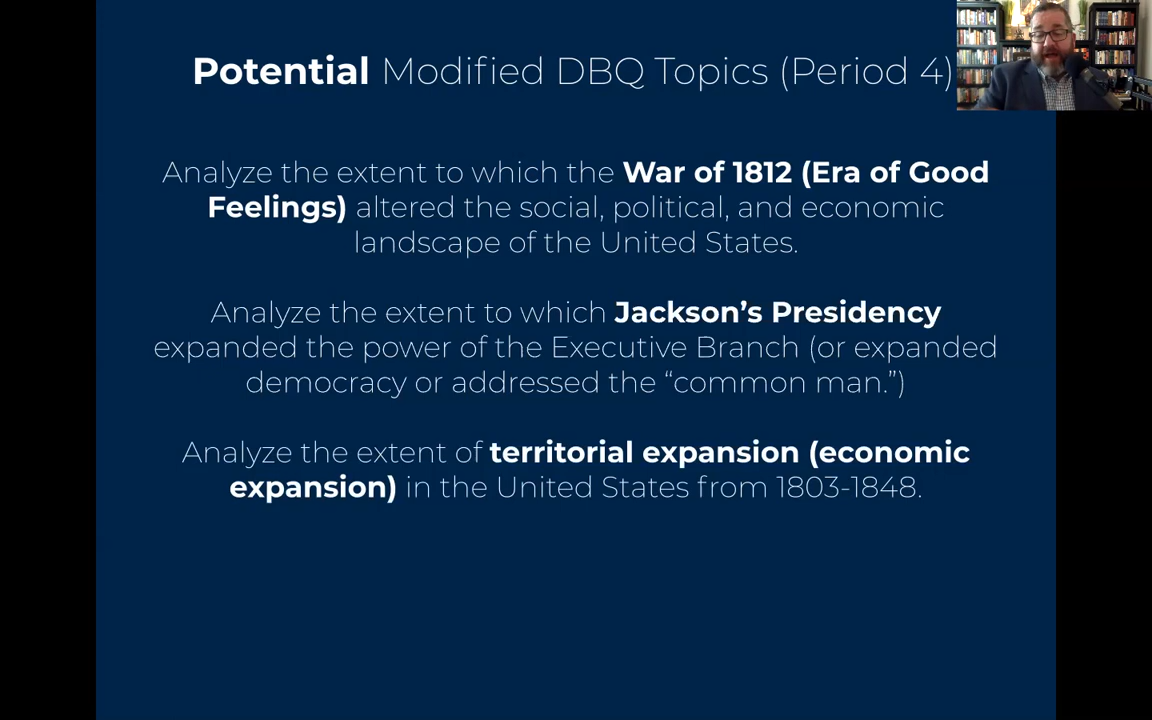 Potential Modified DBQ Topics (Period 4)
Analyze the extent to which the War of 1812 (Era of Good
Feelings) altered the social, political, and economic
landscape of the United States.
Analyze the extent to which Jackson’s Presidency
expanded the power of the Executive Branch (or expanded
democracy or addressed the “common man.”)
Analyze the extent of territorial expansion (economic
expansion) in the United States from 1803-1848.